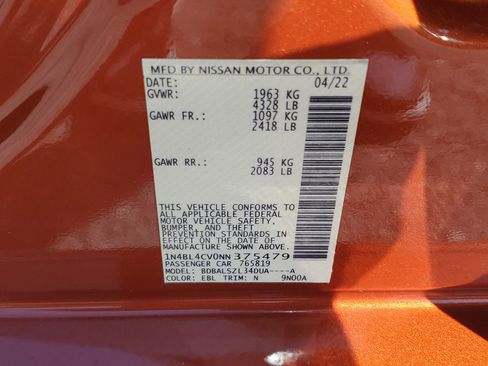 MFD BY NISSAN MOTOR CO., LTD.
DATE: 04/22
GVWR: 1963 KG
4328 LB
GAWR FR.: 1097 KG
2418 LB
GAWR RR.: 945 KG
2083 LB
THIS VEHICLE CONFORMS TO
ALL APPLICABLE FEDERAL
MOTOR VEHICLE SAFETY,
BUMPER, AND THEFT
PREVENTION STANDARDS
IN EFFECT ON THE DATE OF
MANUFACTURE SHOWN ABOVE.
1N4BL4CV0NN375479
PASSENGER CAR 765819
MODEL: BDBALSZL34DUA----A
COLOR: EBL TRIM: N 9N00A